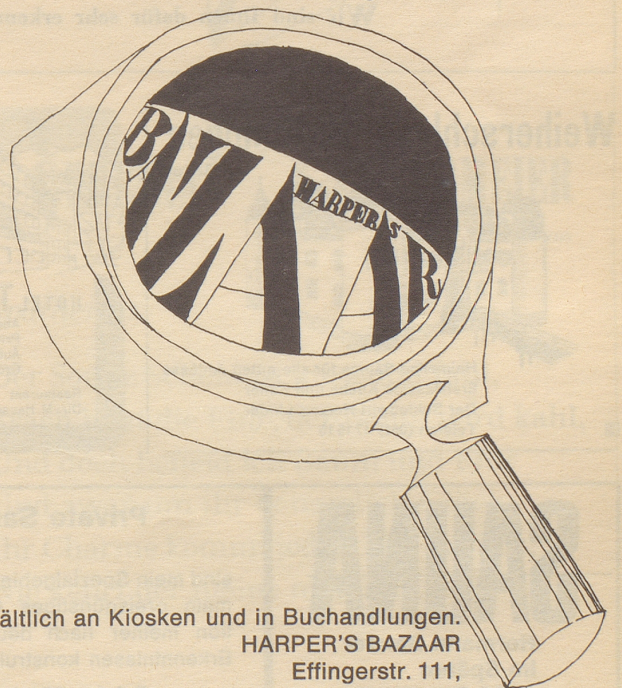 BAZAAR
HARPER'S
ältlich an Kiosken und in Buchandlungen.
HARPER'S BAZAAR
Effingerstr. 111,